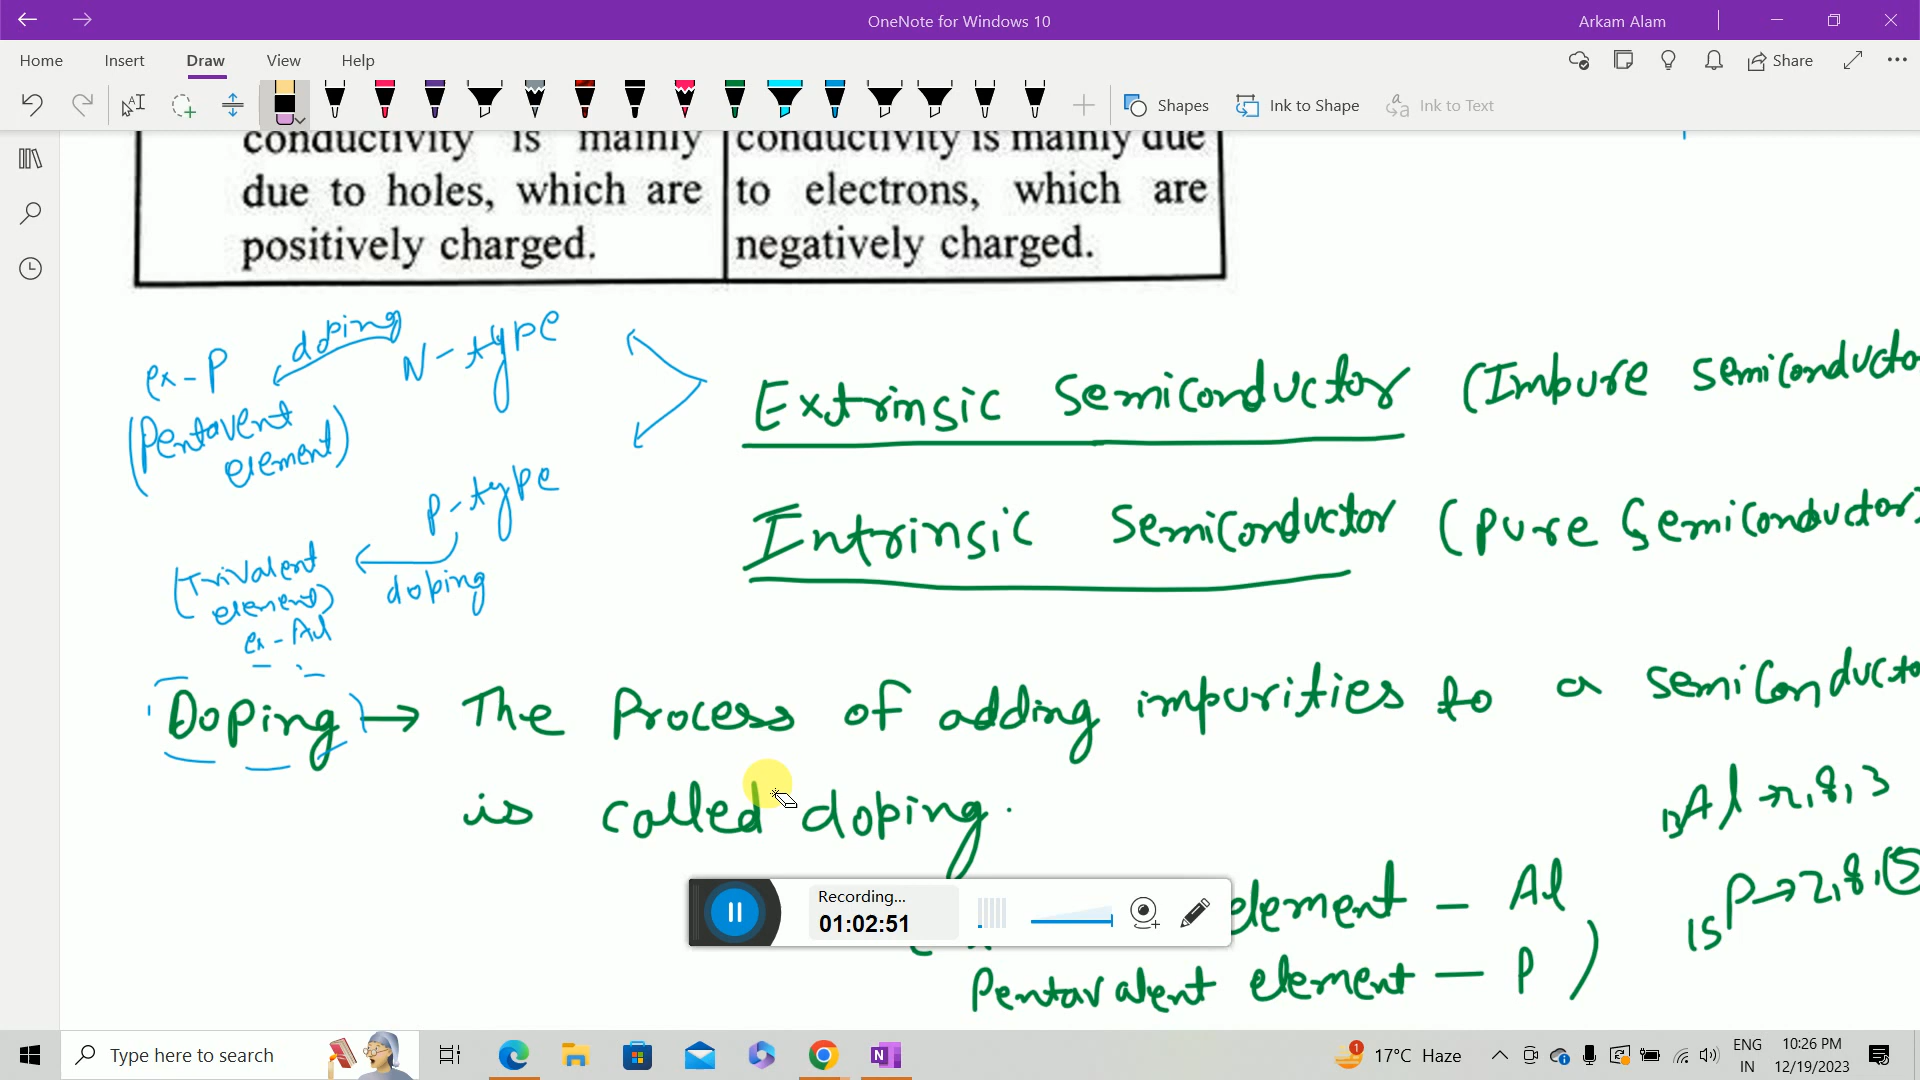 OneNote for Windows 10
Arkam Alam
Home Insert Draw View Help
Share
Shapes Ink to Shape Ink to Text
conductivity is mainly
due to holes, which are
positively charged.
conductivity is mainly due
to electrons, which are
negatively charged.
ex-P doping N-type
(Pentavent
element)
P-type
doping
(Trivalent
element)
ex-Al
Extrinsic Semiconductor (Impure Semiconducto
Intrinsic Semiconductor (Pure Semiconductor)
Doping → The Process of adding impurities to a semiconducto
is called doping.
13Al→2,8,3
element - Al
15P→2,8,(5
Pentavalent element - P )
Recording...
01:02:51
Type here to search
1
17°C Haze
ENG
IN
10:26 PM
12/19/2023